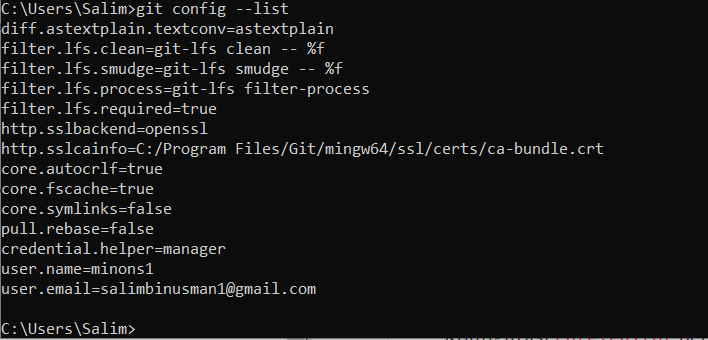 C:\Users\Salim>git config --list
diff.astextplain.textconv=astextplain
filter.lfs.clean=git-lfs clean -- %f
filter.lfs.smudge=git-lfs smudge -- %f
filter.lfs.process=git-lfs filter-process
filter.lfs.required=true
http.sslbackend=openssl
http.sslcainfo=C:/Program Files/Git/mingw64/ssl/certs/ca-bundle.crt
core.autocrlf=true
core.fscache=true
core.symlinks=false
pull.rebase=false
credential.helper=manager
user.name=minons1
user.email=salimbinusman1@gmail.com
C:\Users\Salim>